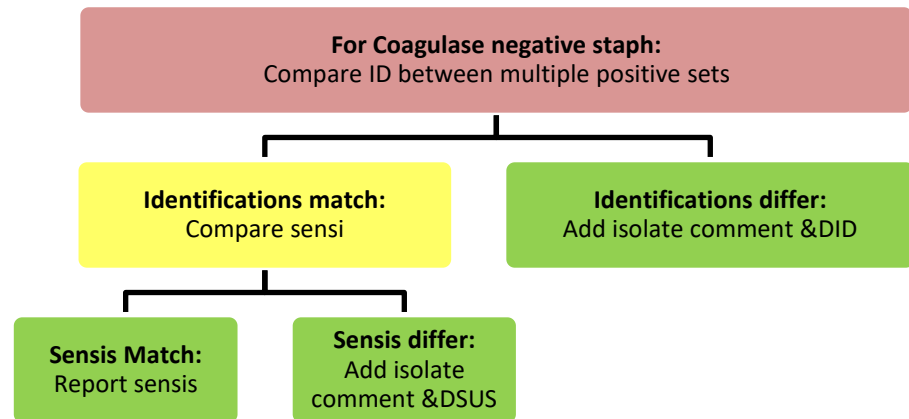 For Coagulase negative staph:
Compare ID between multiple positive sets
Identifications match:
Compare sensi
Identifications differ:
Add isolate comment &DID
Sensis Match:
Report sensis
Sensis differ:
Add isolate
comment &DSUS